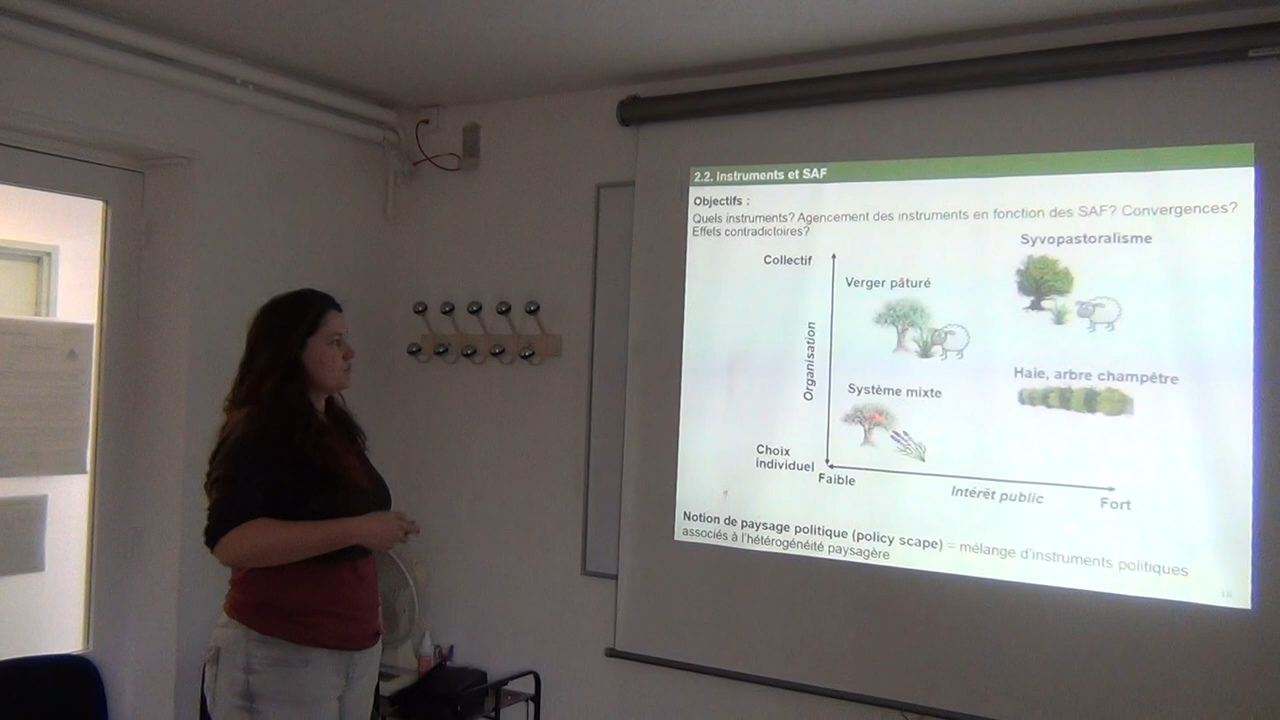 2.2. Instruments et SAF
Objectifs :
Quels instruments? Agencement des instruments en fonction des SAF? Convergences?
Effets contradictoires?
Syvopastoralisme
Collectif
Verger pâturé
Organisation
Haie, arbre champêtre
Système mixte
Choix
individuel
Faible
Intérêt public
Fort
Notion de paysage politique (policy scape) = mélange d'instruments politiques
associés à l'hétérogénéité paysagère